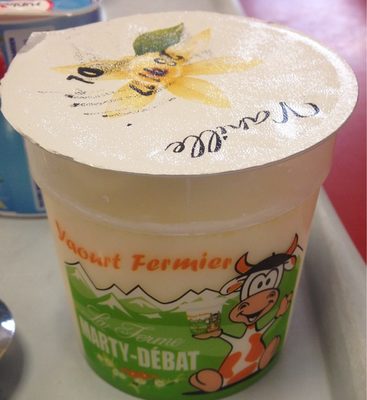 Vanille
Yaourt Fermier
La Ferme
MARTY-DÉBAT